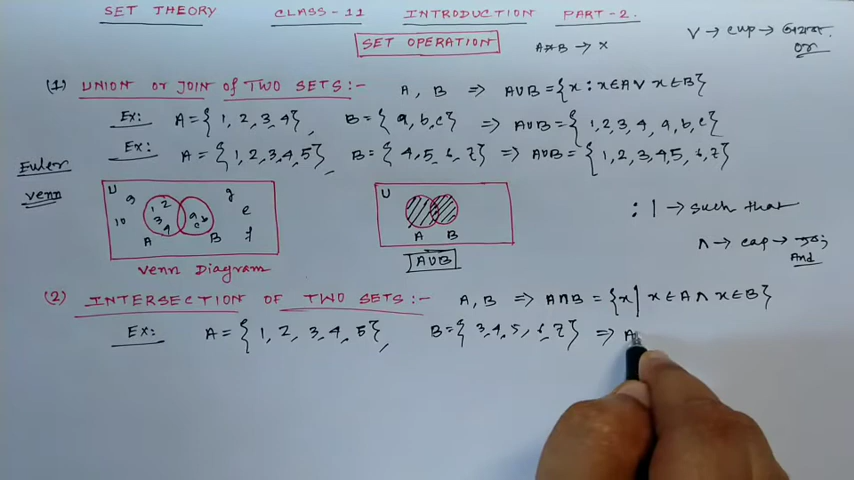 SET THEORY CLASS-11 INTRODUCTION PART-2.
SET OPERATION
A∗B → x
∨ → cup →
or
(1) UNION or JOIN of TWO SETS:- A, B ⇒ A∪B = {x : x∈A ∨ x∈B}
Ex: A = {1, 2, 3, 4}, B = {a, b, c} ⇒ A∪B = {1, 2, 3, 4, a, b, c}
Ex: A = {1, 2, 3, 4, 5}, B = {4, 5, 6, 7} ⇒ A∪B = {1, 2, 3, 4, 5, 6, 7}
Euler
venn
U 9 10 1 2 3 4 a b c g e f A B
U A B
A∪B
Venn Diagram
: | → such that
∧ → cap →
And
(2) INTERSECTION OF TWO SETS:- A, B ⇒ A∩B = {x | x∈A ∧ x∈B}
Ex: A = {1, 2, 3, 4, 5}, B = {3, 4, 5, 6, 7} ⇒ A